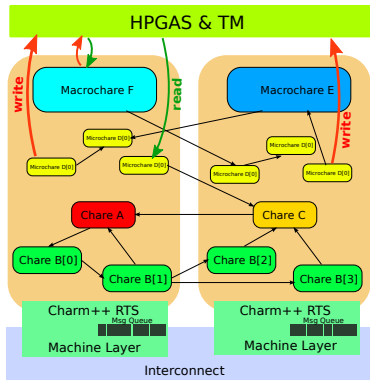 HPGAS & TM
write
read
write
Macrochare F
Macrochare E
Microchare D[0]
Microchare D[0]
Microchare D[0]
Microchare D[0]
Microchare D[0]
Microchare D[0]
Chare A
Chare C
Chare B[0]
Chare B[1]
Chare B[2]
Chare B[3]
Charm++ RTS
Msg Queue
Machine Layer
Charm++ RTS
Msg Queue
Machine Layer
Interconnect